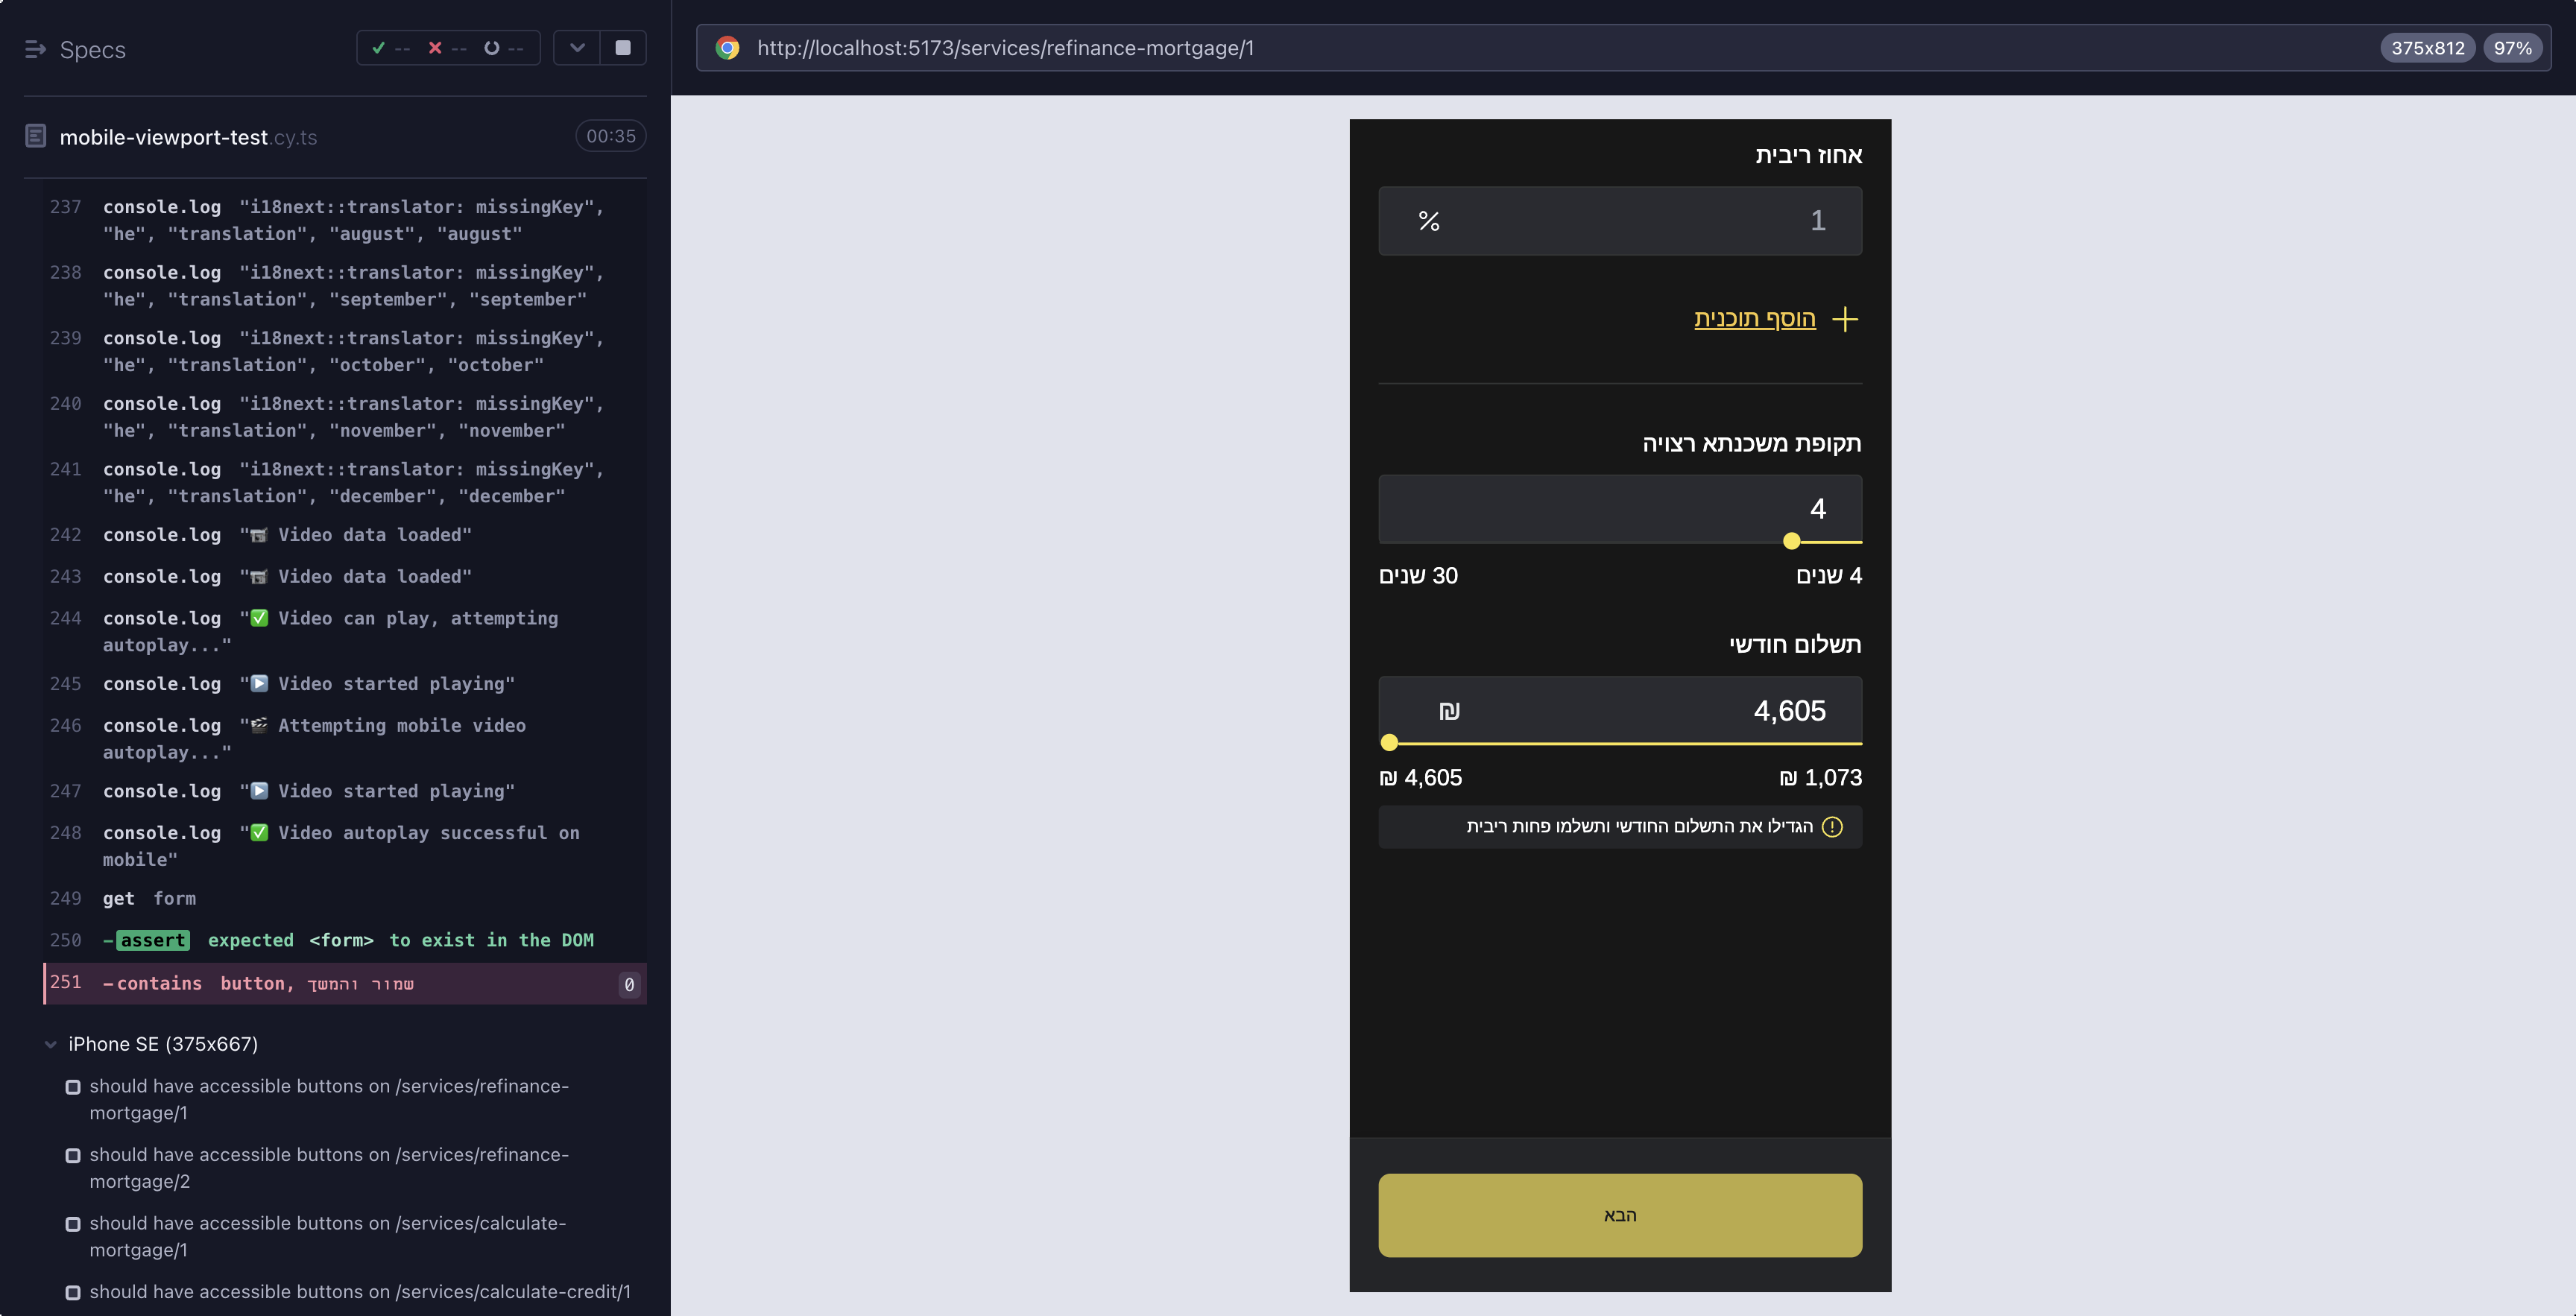 Specs
-- -- --
mobile-viewport-test.cy.ts
00:35
237 console.log "i18next::translator: missingKey",
"he", "translation", "august", "august"
238 console.log "i18next::translator: missingKey",
"he", "translation", "september", "september"
239 console.log "i18next::translator: missingKey",
"he", "translation", "october", "october"
240 console.log "i18next::translator: missingKey",
"he", "translation", "november", "november"
241 console.log "i18next::translator: missingKey",
"he", "translation", "december", "december"
242 console.log "📹 Video data loaded"
243 console.log "📹 Video data loaded"
244 console.log "✅ Video can play, attempting
autoplay..."
245 console.log "▶️ Video started playing"
246 console.log "🎬 Attempting mobile video
autoplay..."
247 console.log "▶️ Video started playing"
248 console.log "✅ Video autoplay successful on
mobile"
249 get form
250 -assert expected <form> to exist in the DOM
251 -contains button, שמור והמשך 0
iPhone SE (375x667)
should have accessible buttons on /services/refinance-
mortgage/1
should have accessible buttons on /services/refinance-
mortgage/2
should have accessible buttons on /services/calculate-
mortgage/1
should have accessible buttons on /services/calculate-credit/1
http://localhost:5173/services/refinance-mortgage/1
375x812
97%
אחוז ריבית
1 %
הוסף תוכנית
תקופת משכנתא רצויה
4
4 שנים
30 שנים
תשלום חודשי
4,605 ₪
1,073 ₪
4,605 ₪
הגדילו את התשלום החודשי ותשלמו פחות ריבית
הבא